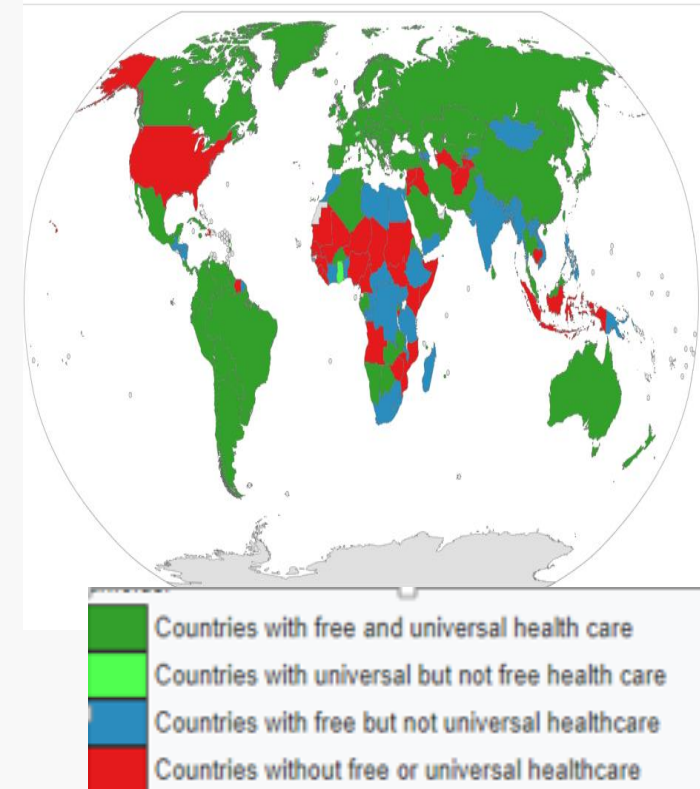 Countries with free and universal health care
Countries with universal but not free health care
Countries with free but not universal healthcare
Countries without free or universal healthcare